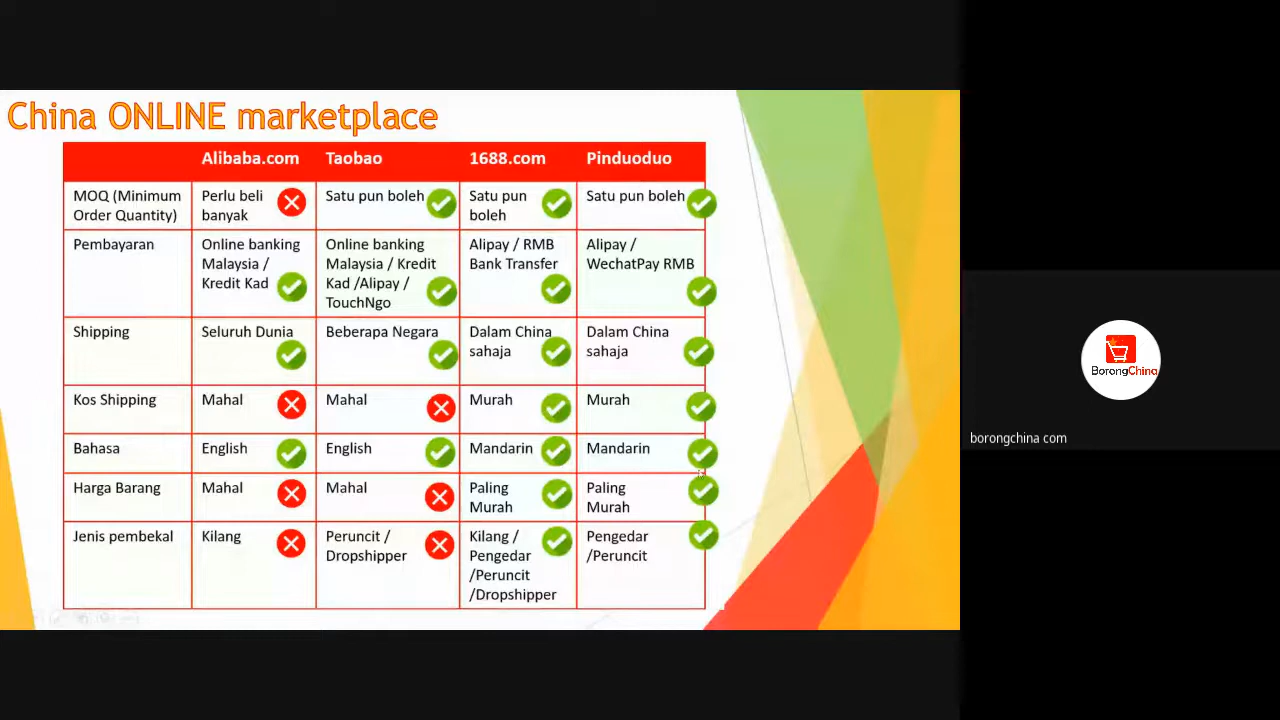 China ONLINE marketplace
Alibaba.com Taobao 1688.com Pinduoduo
MOQ (Minimum
Order Quantity)
Perlu beli
banyak
Satu pun boleh
Satu pun
boleh
Satu pun boleh
Pembayaran
Online banking
Malaysia /
Kredit Kad
Online banking
Malaysia / Kredit
Kad /Alipay /
TouchNgo
Alipay / RMB
Bank Transfer
Alipay /
WechatPay RMB
Shipping
Seluruh Dunia
Beberapa Negara
Dalam China
sahaja
Dalam China
sahaja
Kos Shipping
Mahal
Mahal
Murah
Murah
Bahasa
English
English
Mandarin
Mandarin
Harga Barang
Mahal
Mahal
Paling
Murah
Paling
Murah
Jenis pembekal
Kilang
Peruncit /
Dropshipper
Kilang /
Pengedar
/Peruncit
/Dropshipper
Pengedar
/Peruncit
BorongChina
borongchina com